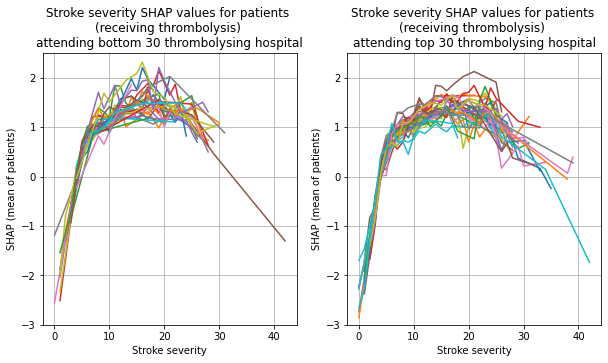 Stroke severity SHAP values for patients
(receiving thrombolysis)
attending bottom 30 thrombolysing hospital
2
1
0
−1
−2
−3
SHAP (mean of patients)
0 10 20 30 40
Stroke severity
Stroke severity SHAP values for patients
(receiving thrombolysis)
attending top 30 thrombolysing hospital
2
1
0
−1
−2
−3
SHAP (mean of patients)
0 10 20 30 40
Stroke severity